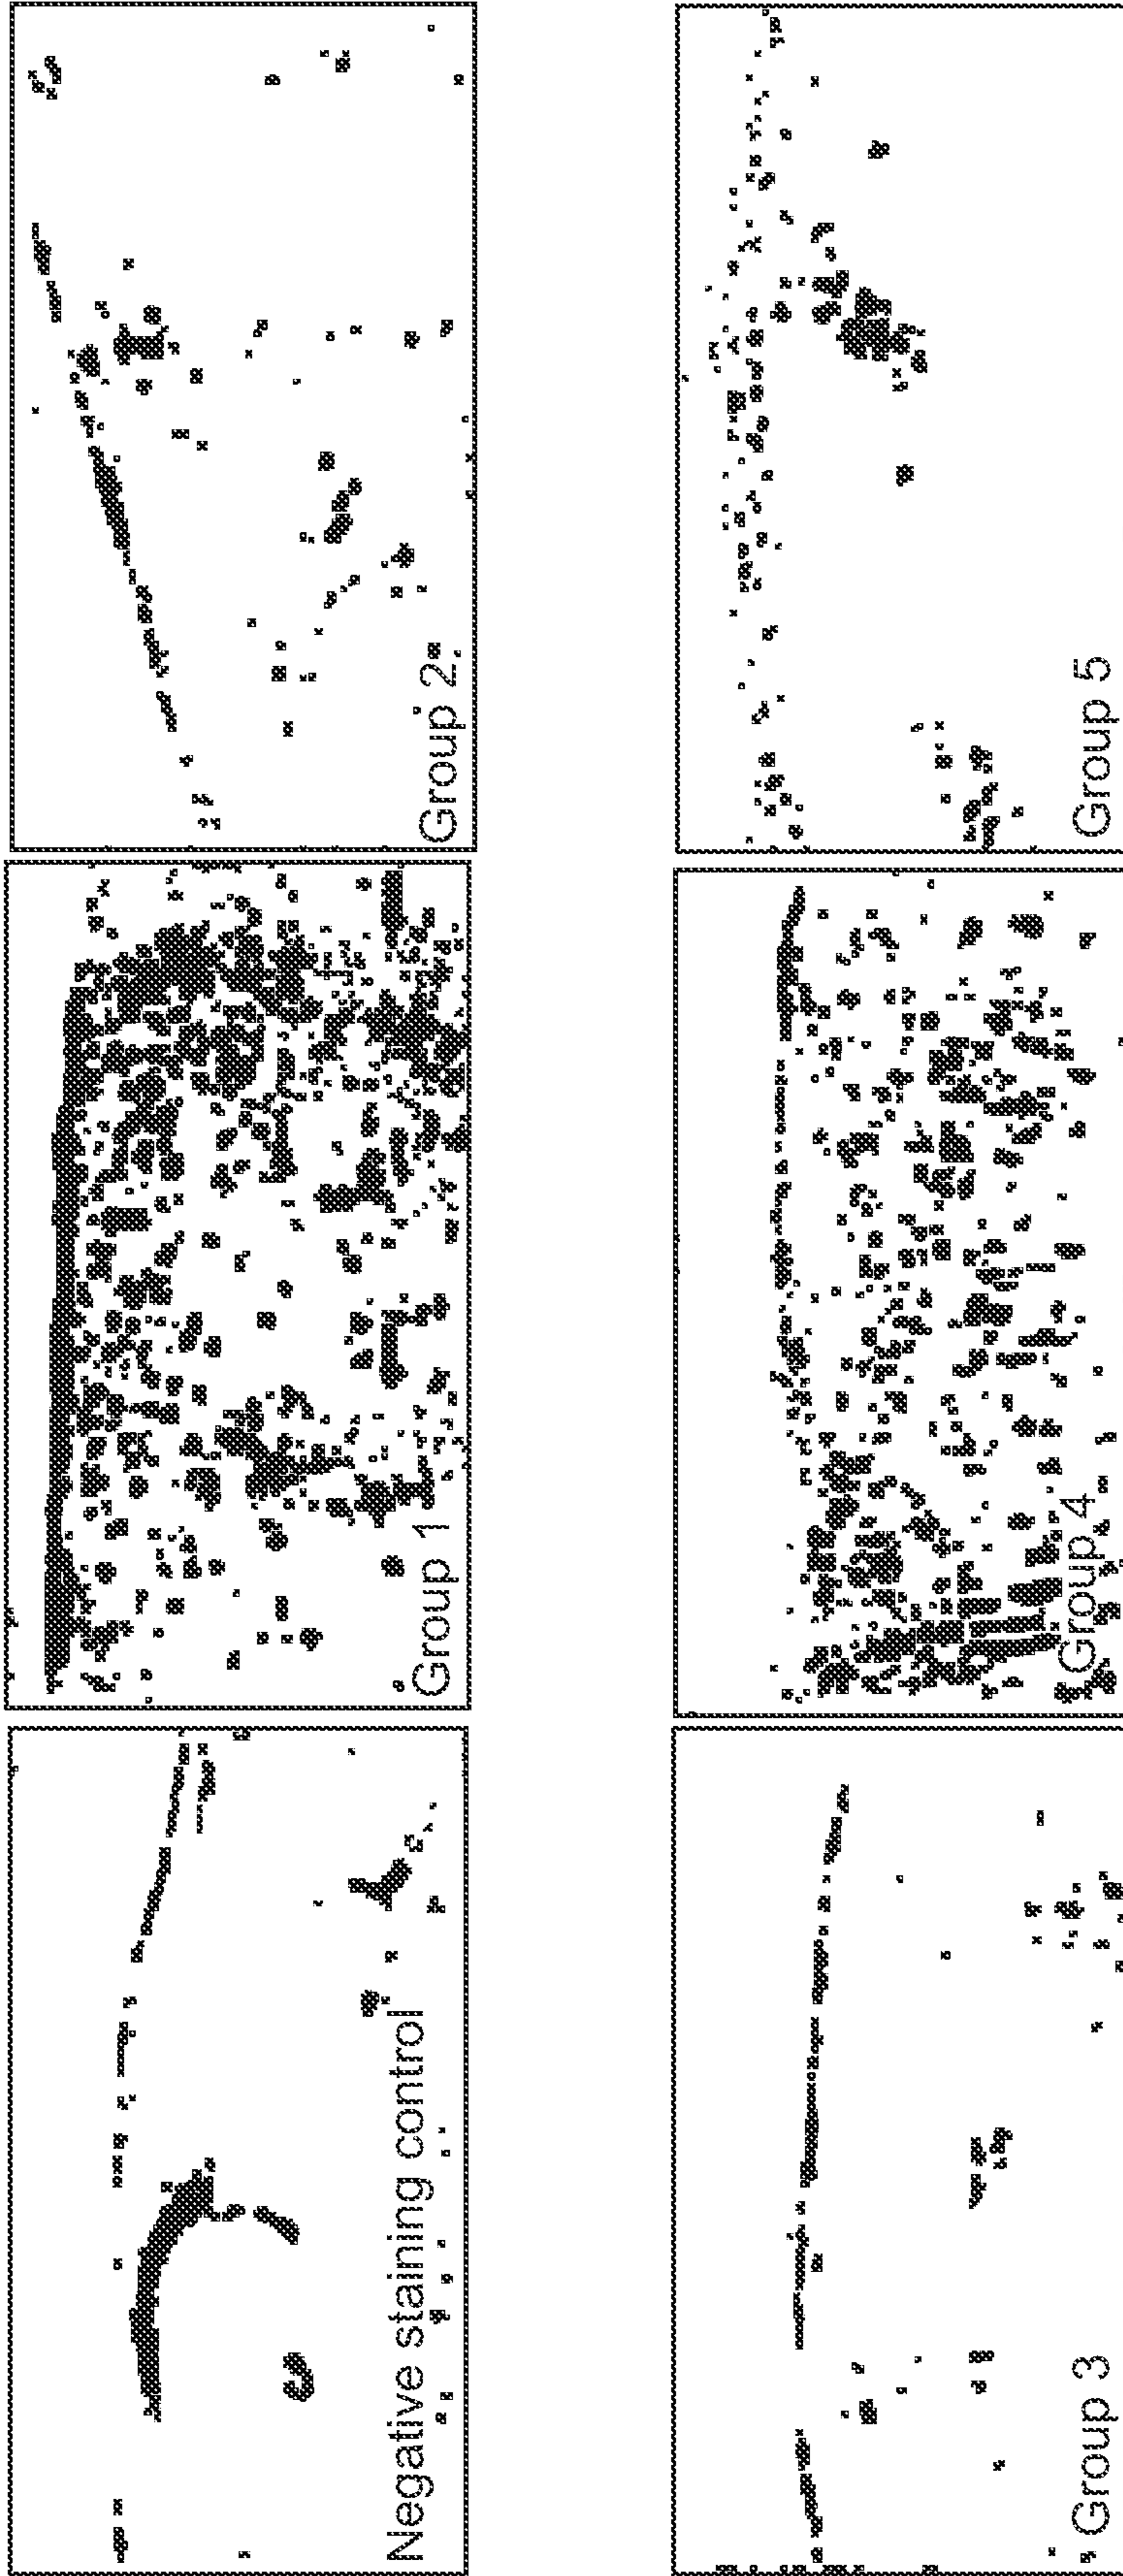 Negative staining control
Group 1
Group 2
Group 3
Group 4
Group 5